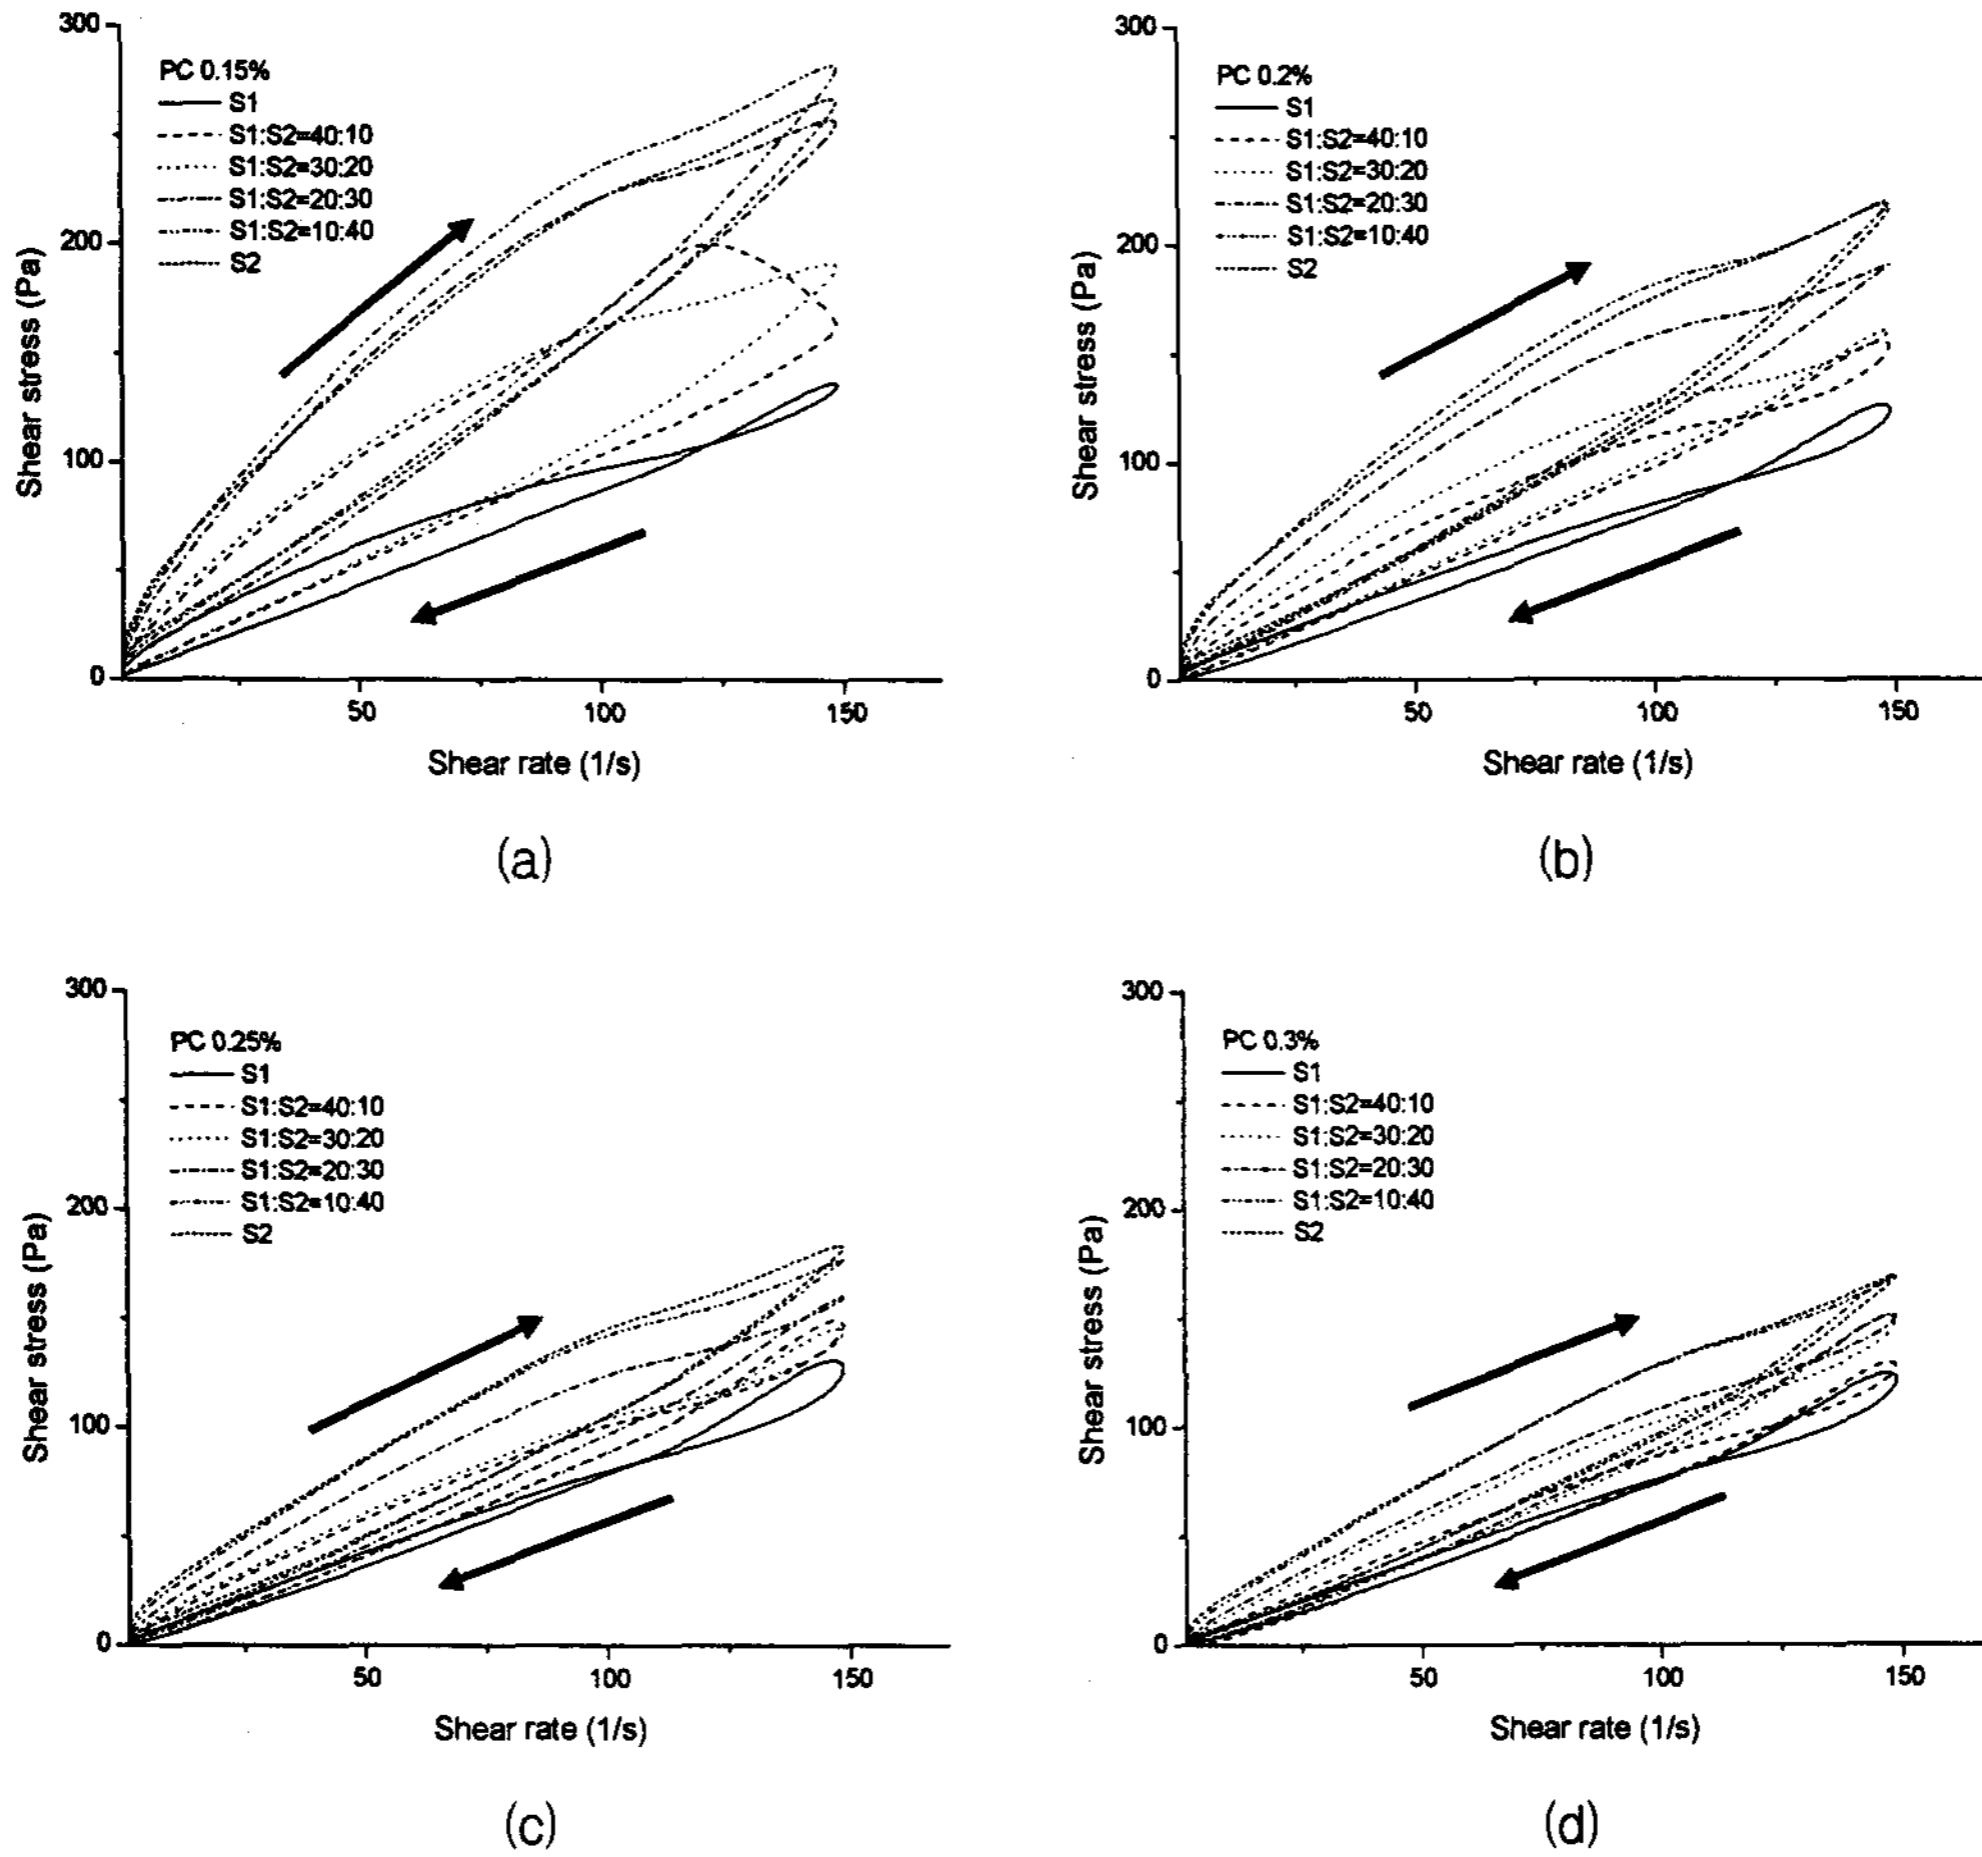 300
200
100
0
Shear stress (Pa)
PC 0.15%
S1
S1:S2=40:10
S1:S2=30:20
S1:S2=20:30
S1:S2=10:40
S2
50 100 150
Shear rate (1/s)
(a)
300
200
100
0
Shear stress (Pa)
PC 0.2%
S1
S1:S2=40:10
S1:S2=30:20
S1:S2=20:30
S1:S2=10:40
S2
50 100 150
Shear rate (1/s)
(b)
300
200
100
0
Shear stress (Pa)
PC 0.25%
S1
S1:S2=40:10
S1:S2=30:20
S1:S2=20:30
S1:S2=10:40
S2
50 100 150
Shear rate (1/s)
(c)
300
200
100
0
Shear stress (Pa)
PC 0.3%
S1
S1:S2=40:10
S1:S2=30:20
S1:S2=20:30
S1:S2=10:40
S2
50 100 150
Shear rate (1/s)
(d)